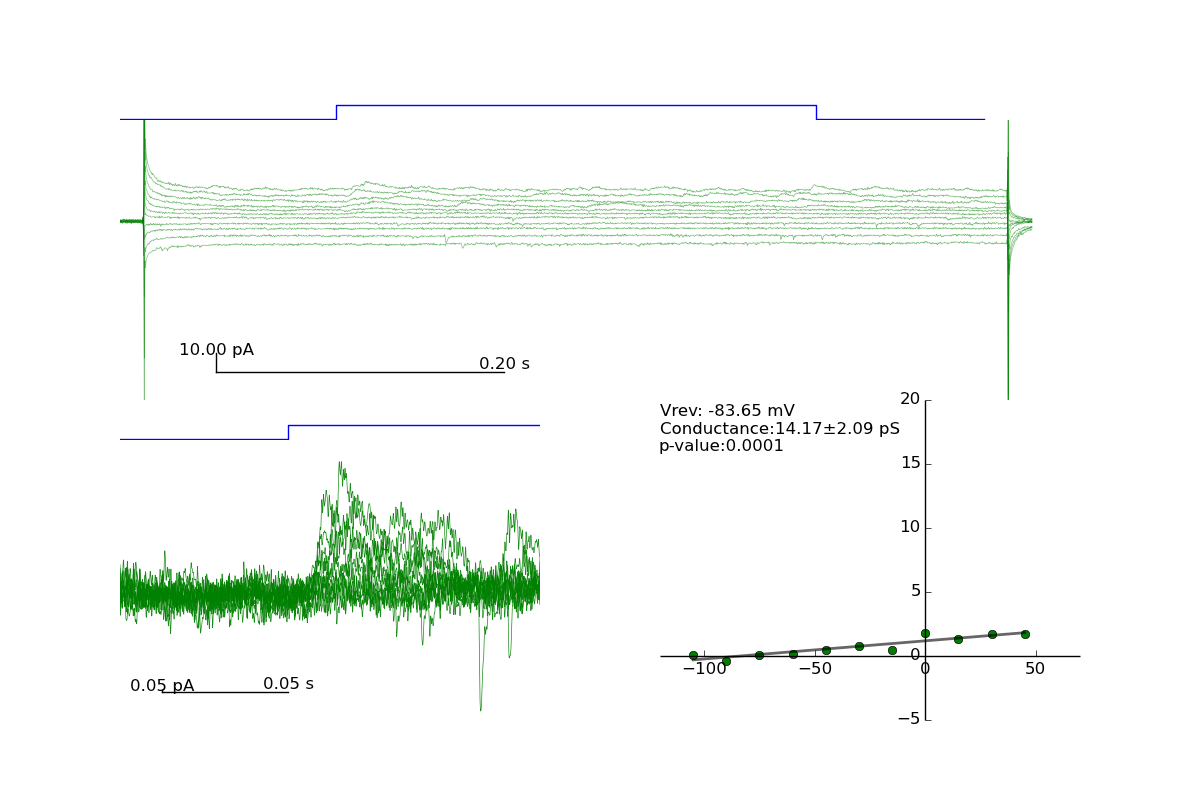 10.00 pA
0.20 s
Vrev: -83.65 mV
Conductance:14.17±2.09 pS
p-value:0.0001
20
15
10
5
0
−5
−100
−50
0
50
0.05 pA
0.05 s